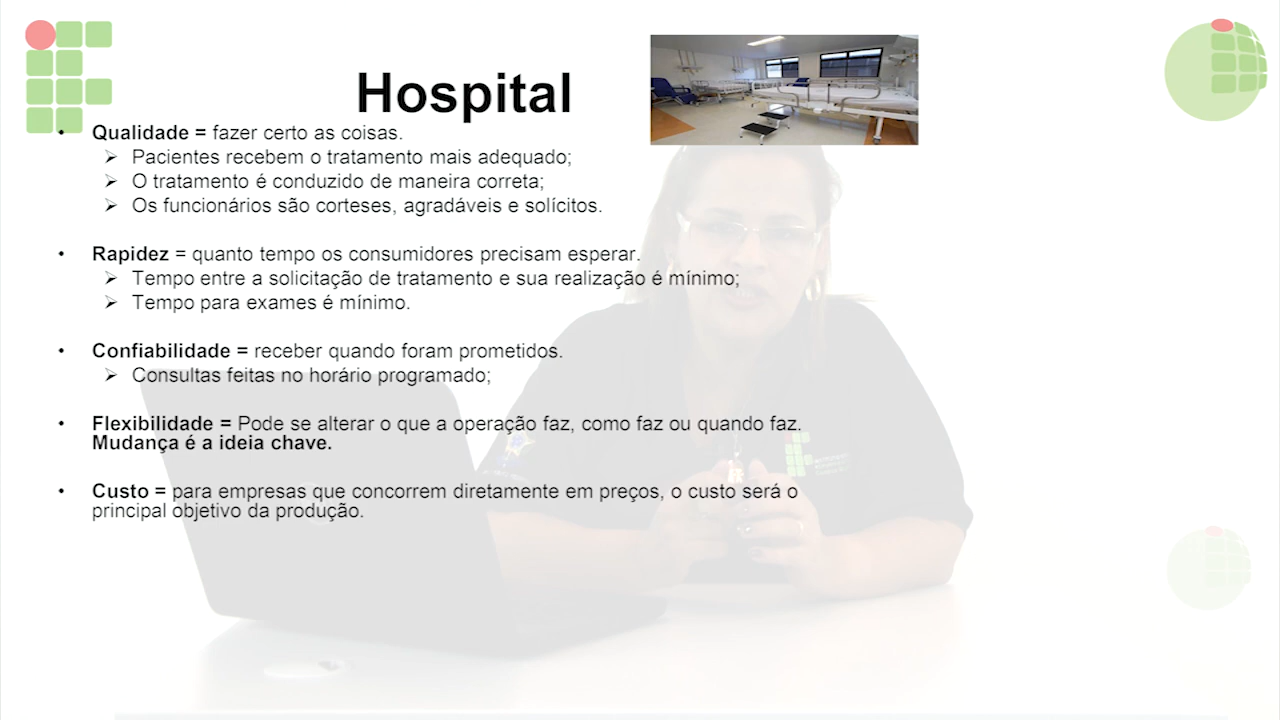 Hospital
• Qualidade = fazer certo as coisas.
➢ Pacientes recebem o tratamento mais adequado;
➢ O tratamento é conduzido de maneira correta;
➢ Os funcionários são corteses, agradáveis e solícitos.
• Rapidez = quanto tempo os consumidores precisam esperar.
➢ Tempo entre a solicitação de tratamento e sua realização é mínimo;
➢ Tempo para exames é mínimo.
• Confiabilidade = receber quando foram prometidos.
➢ Consultas feitas no horário programado;
• Flexibilidade = Pode se alterar o que a operação faz, como faz ou quando faz.
Mudança é a ideia chave.
• Custo = para empresas que concorrem diretamente em preços, o custo será o
principal objetivo da produção.